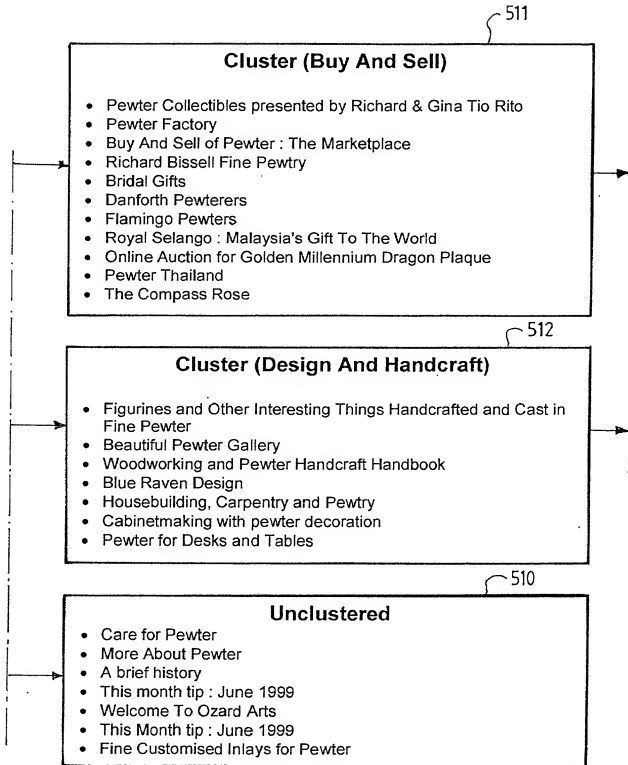 511
Cluster (Buy And Sell)
• Pewter Collectibles presented by Richard & Gina Tio Rito
• Pewter Factory
• Buy And Sell of Pewter : The Marketplace
• Richard Bissell Fine Pewtry
• Bridal Gifts
• Danforth Pewterers
• Flamingo Pewters
• Royal Selango : Malaysia's Gift To The World
• Online Auction for Golden Millennium Dragon Plaque
• Pewter Thailand
• The Compass Rose
512
Cluster (Design And Handcraft)
• Figurines and Other Interesting Things Handcrafted and Cast in
Fine Pewter
• Beautiful Pewter Gallery
• Woodworking and Pewter Handcraft Handbook
• Blue Raven Design
• Housebuilding, Carpentry and Pewtry
• Cabinetmaking with pewter decoration
• Pewter for Desks and Tables
510
Unclustered
• Care for Pewter
• More About Pewter
• A brief history
• This month tip : June 1999
• Welcome To Ozard Arts
• This Month tip : June 1999
• Fine Customised Inlays for Pewter